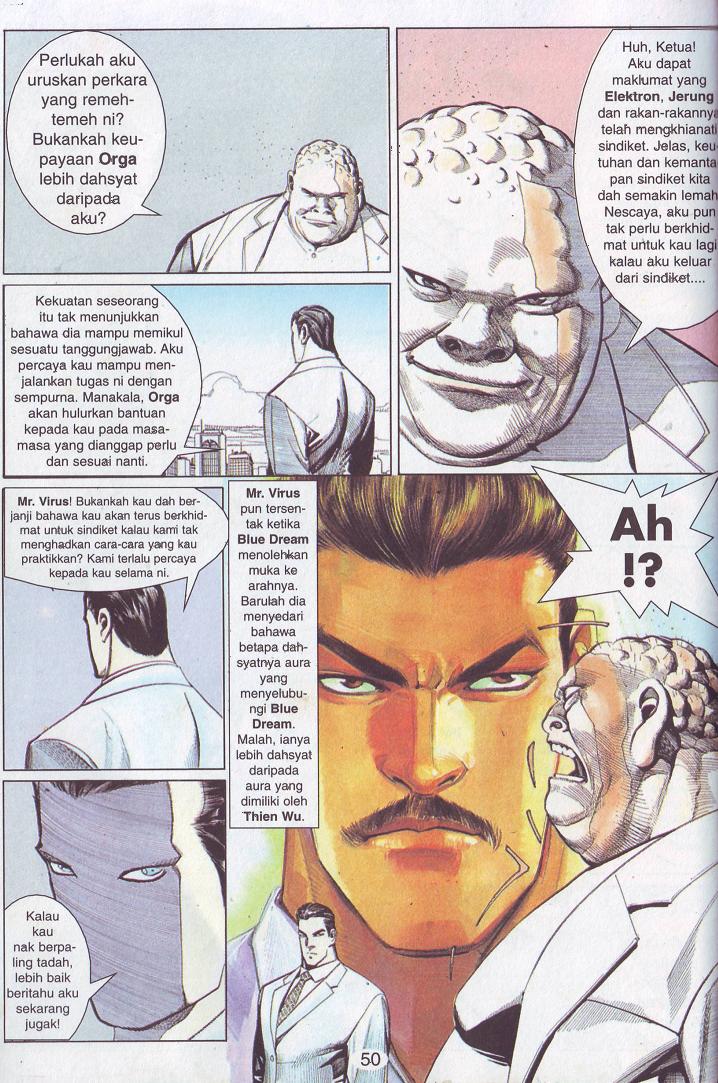 Perlukah aku
uruskan perkara
yang remeh-
temeh ni?
Bukankah keu-
payaan Orga
lebih dahsyat
daripada
aku?
Huh, Ketua!
Aku dapat
maklumat yang
Elektron, Jerung
dan rakan-rakannya
telah mengkhianati
sindiket. Jelas, keu-
tuhan dan kemanta-
pan sindiket kita
dah semakin lemah
Nescaya, aku pun
tak perlu berkhid-
mat untuk kau lagi
kalau aku keluar
dari sindiket....
Kekuatan seseorang
itu tak menunjukkan
bahawa dia mampu memikul
sesuatu tanggungjawab. Aku
percaya kau mampu men-
jalankan tugas ni dengan
sempurna. Manakala, Orga
akan hulurkan bantuan
kepada kau pada masa-
masa yang dianggap perlu
dan sesuai nanti.
Mr. Virus! Bukankah kau dah ber-
janji bahawa kau akan terus berkhid-
mat untuk sindiket kalau kami tak
menghadkan cara-cara yang kau
praktikkan? Kami terlalu percaya
kepada kau selama ni.
Mr. Virus
pun tersen-
tak ketika
Blue Dream
menolehkan
muka ke
arahnya.
Barulah dia
menyedari
bahawa
betapa dah-
syatnya aura
yang
menyelubu-
ngi Blue
Dream.
Malah, ianya
lebih dahsyat
daripada
aura yang
dimiliki oleh
Thien Wu.
Ah
!?
Kalau
kau
nak berpa-
ling tadah,
lebih baik
beritahu aku
sekarang
jugak!
50